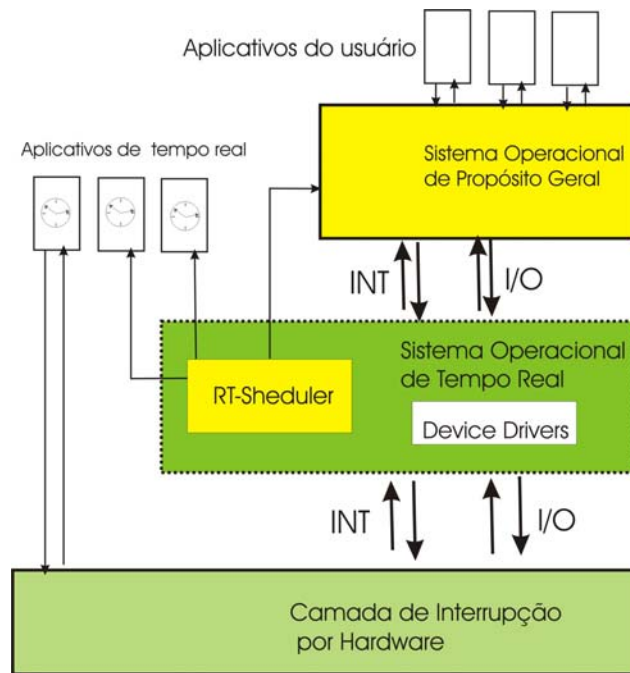 Aplicativos do usuário
Aplicativos de tempo real
Sistema Operacional
de Propósito Geral
INT
I/O
Sistema Operacional
de Tempo Real
RT-Sheduler
Device Drivers
INT
I/O
Camada de Interrupção
por Hardware